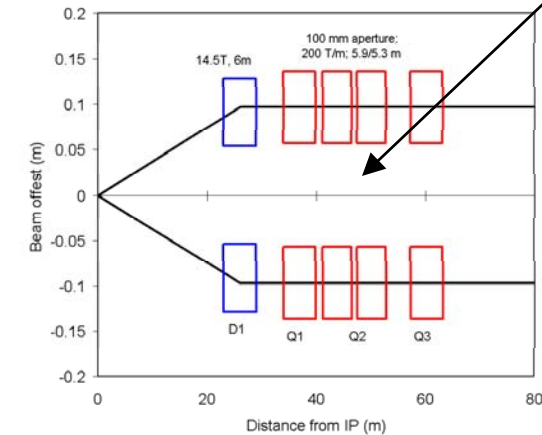 0.2
0.15
0.1
0.05
0
-0.05
-0.1
-0.15
-0.2
Beam offest (m)
14.5T, 6m
100 mm aperture;
200 T/m; 5.9/5.3 m
D1
Q1
Q2
Q3
0
20
40
60
80
Distance from IP (m)